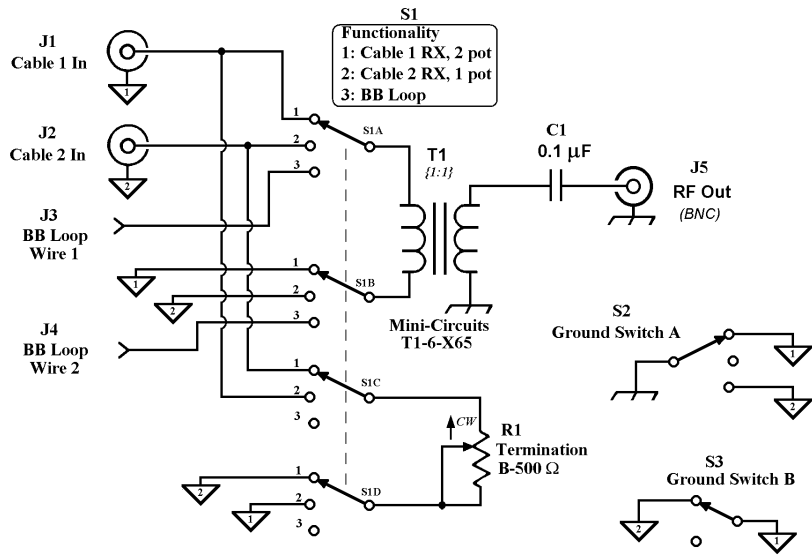 S1
Functionality
1: Cable 1 RX, 2 pot
2: Cable 2 RX, 1 pot
3: BB Loop
J1
Cable 1 In
1
J2
Cable 2 In
2
J3
BB Loop
Wire 1
J4
BB Loop
Wire 2
1
2
3
S1A
1
2
1
2
3
S1B
T1
{1:1}
Mini-Circuits
T1-6-X65
C1
0.1 µF
J5
RF Out
(BNC)
1
2
3
S1C
CW
R1
Termination
B-500 Ω
2
1
1
2
3
S1D
S2
Ground Switch A
1
2
S3
Ground Switch B
2
1